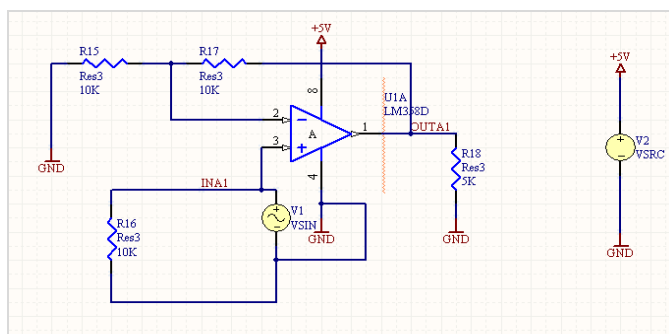 +5V
R15
Res3
10K
R17
Res3
10K
8
U1A
LM358D
2
3
A
1
OUTA1
4
GND
R18
Res3
5K
INA1
R16
Res3
10K
V1
VSIN
GND
GND
+5V
V2
VSRC
GND